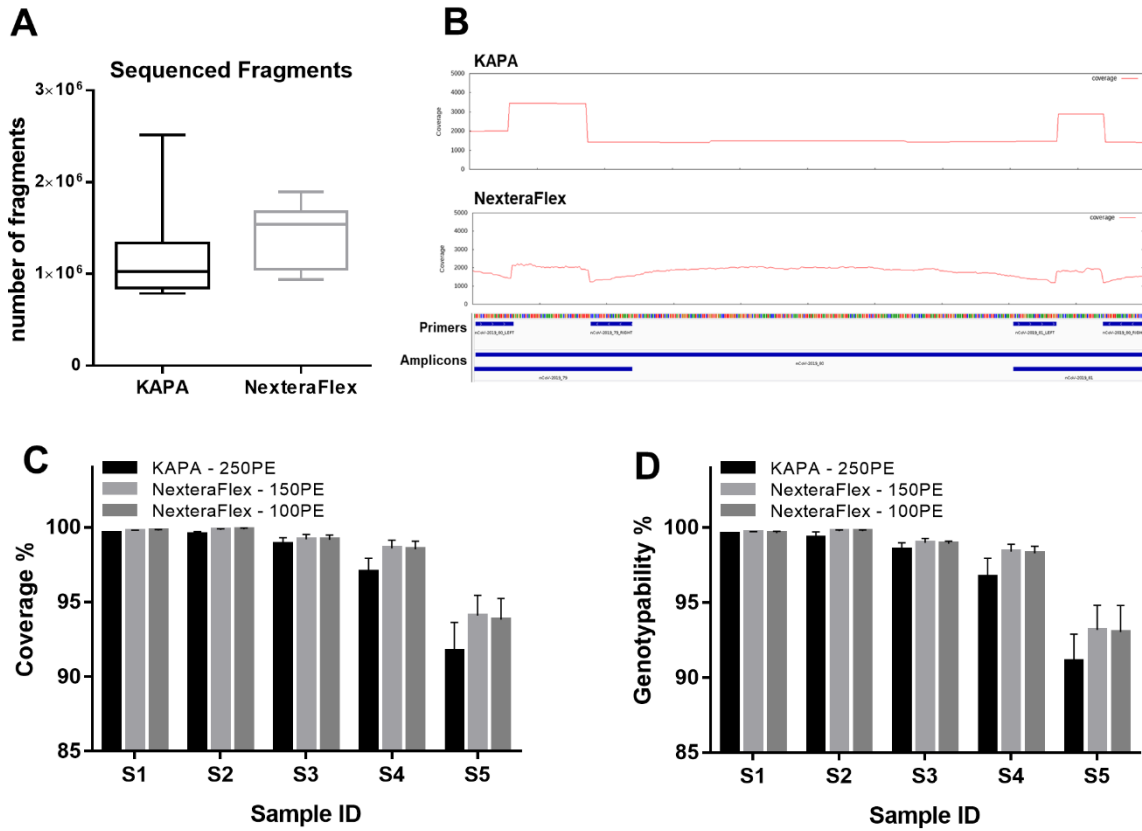 A
Sequenced Fragments
number of fragments
3×10⁶
2×10⁶
1×10⁶
0
KAPA
NexteraFlex
B
KAPA
coverage
Coverage
5000
4000
3000
2000
1000
0
NexteraFlex
coverage
Coverage
5000
4000
3000
2000
1000
0
Primers
nCoV-2019_60_LEFT
Amplicons
C
KAPA - 250PE
NexteraFlex - 150PE
NexteraFlex - 100PE
Coverage %
100
95
90
85
S1 S2 S3 S4 S5
Sample ID
D
KAPA - 250PE
NexteraFlex - 150PE
NexteraFlex - 100PE
Genotypability %
100
95
90
85
S1 S2 S3 S4 S5
Sample ID